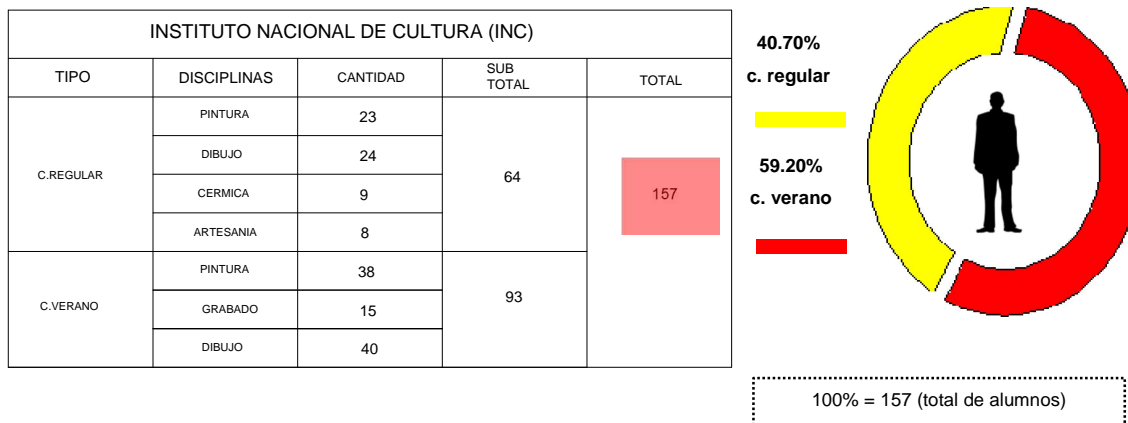 INSTITUTO NACIONAL DE CULTURA (INC)
TIPO DISCIPLINAS CANTIDAD SUB TOTAL TOTAL
C.REGULAR
PINTURA 23
DIBUJO 24
CERMICA 9
ARTESANIA 8
64
157
C.VERANO
PINTURA 38
GRABADO 15
DIBUJO 40
93
40.70%
c. regular
59.20%
c. verano
100% = 157 (total de alumnos)